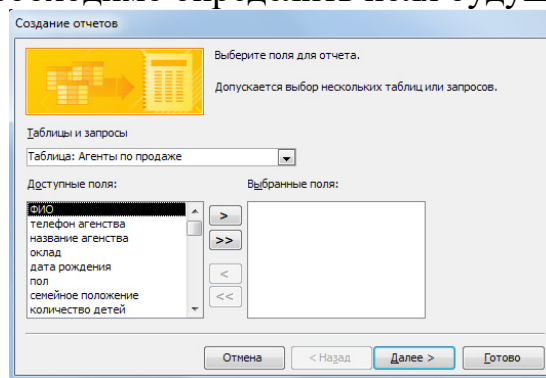 определить поля
Создание отчетов
Выберите поля для отчета.
Допускается выбор нескольких таблиц или запросов.
Таблицы и запросы
Таблица: Агенты по продаже
Доступные поля:
Выбранные поля:
ФИО
телефон агенства
название агенства
оклад
дата рождения
пол
семейное положение
количество детей
>
>>
<
<<
Отмена
< Назад
Далее >
Готово